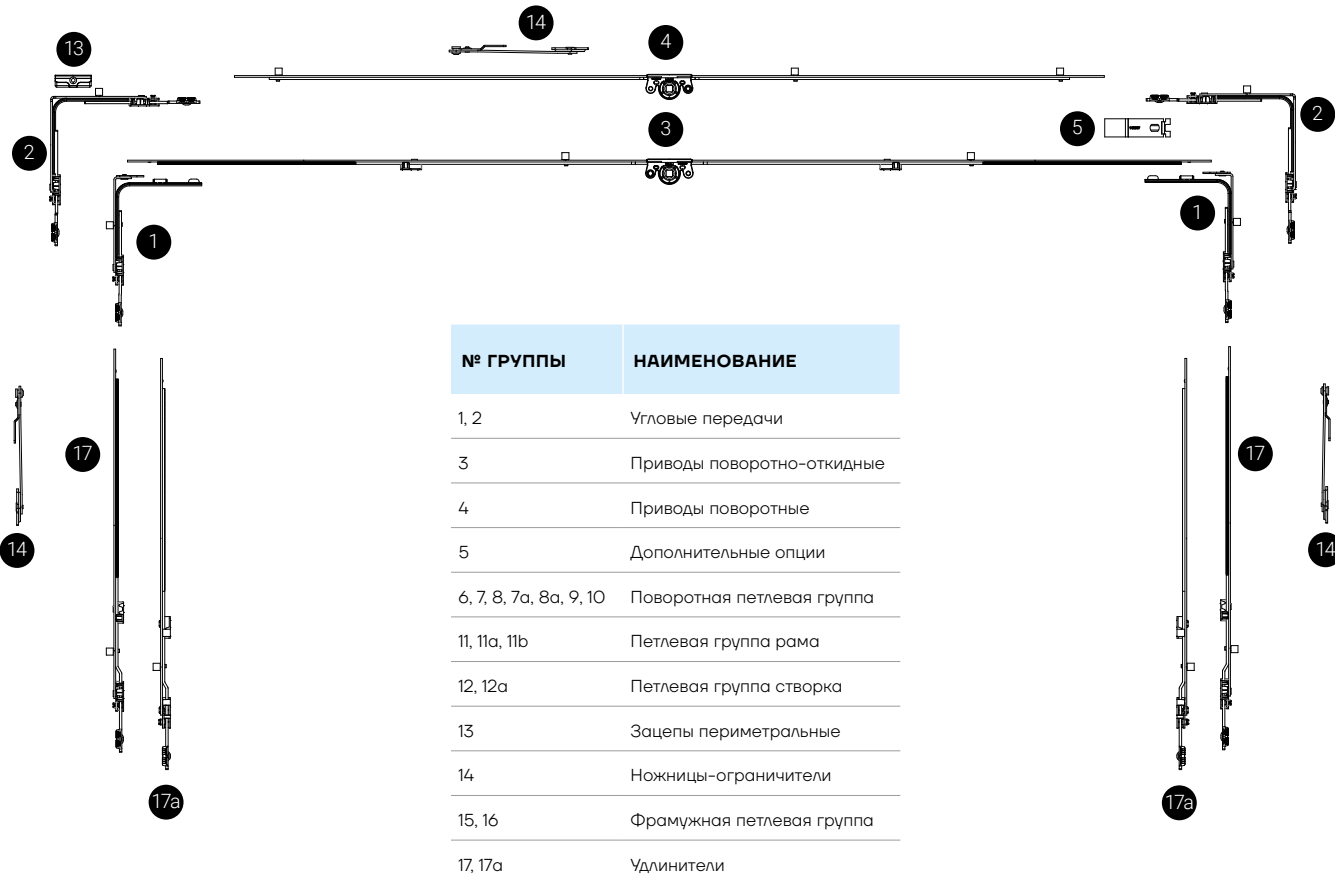 14
13
4
2
2
3
5
1
1
№ ГРУППЫ НАИМЕНОВАНИЕ
1, 2 Угловые передачи
3 Приводы поворотно-откидные
4 Приводы поворотные
5 Дополнительные опции
6, 7, 8, 7a, 8a, 9, 10 Поворотная петлевая группа
11, 11a, 11b Петлевая группа рама
12, 12a Петлевая группа створка
13 Зацепы периметральные
14 Ножницы-ограничители
15, 16 Фрамужная петлевая группа
17, 17a Удлинители
17
17
14
14
17a
17a